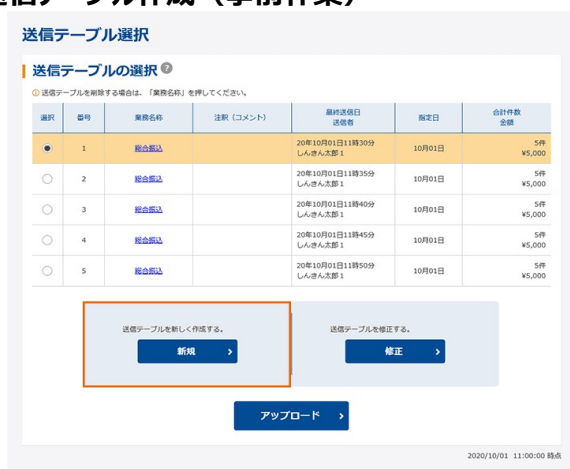 送信テーブル作成（事前作業）
送信テーブル選択
送信テーブルの選択 ?
送信テーブルを削除する場合は、「業務名称」を押してください。
選択 番号 業務名称 注釈（コメント） 最終送信日 送信者 指定日 合計件数 金額
1 総合振込 20年10月01日11時30分 しんきん太郎１ 10月01日 5件 ¥5,000
2 総合振込 20年10月01日11時35分 しんきん太郎１ 10月01日 5件 ¥5,000
3 総合振込 20年10月01日11時40分 しんきん太郎１ 10月01日 5件 ¥5,000
4 総合振込 20年10月01日11時45分 しんきん太郎１ 10月01日 5件 ¥5,000
5 総合振込 20年10月01日11時50分 しんきん太郎１ 10月01日 5件 ¥5,000
送信テーブルを新しく作成する。 送信テーブルを修正する。
新規 修正
アップロード
2020/10/01 11:00:00 時点